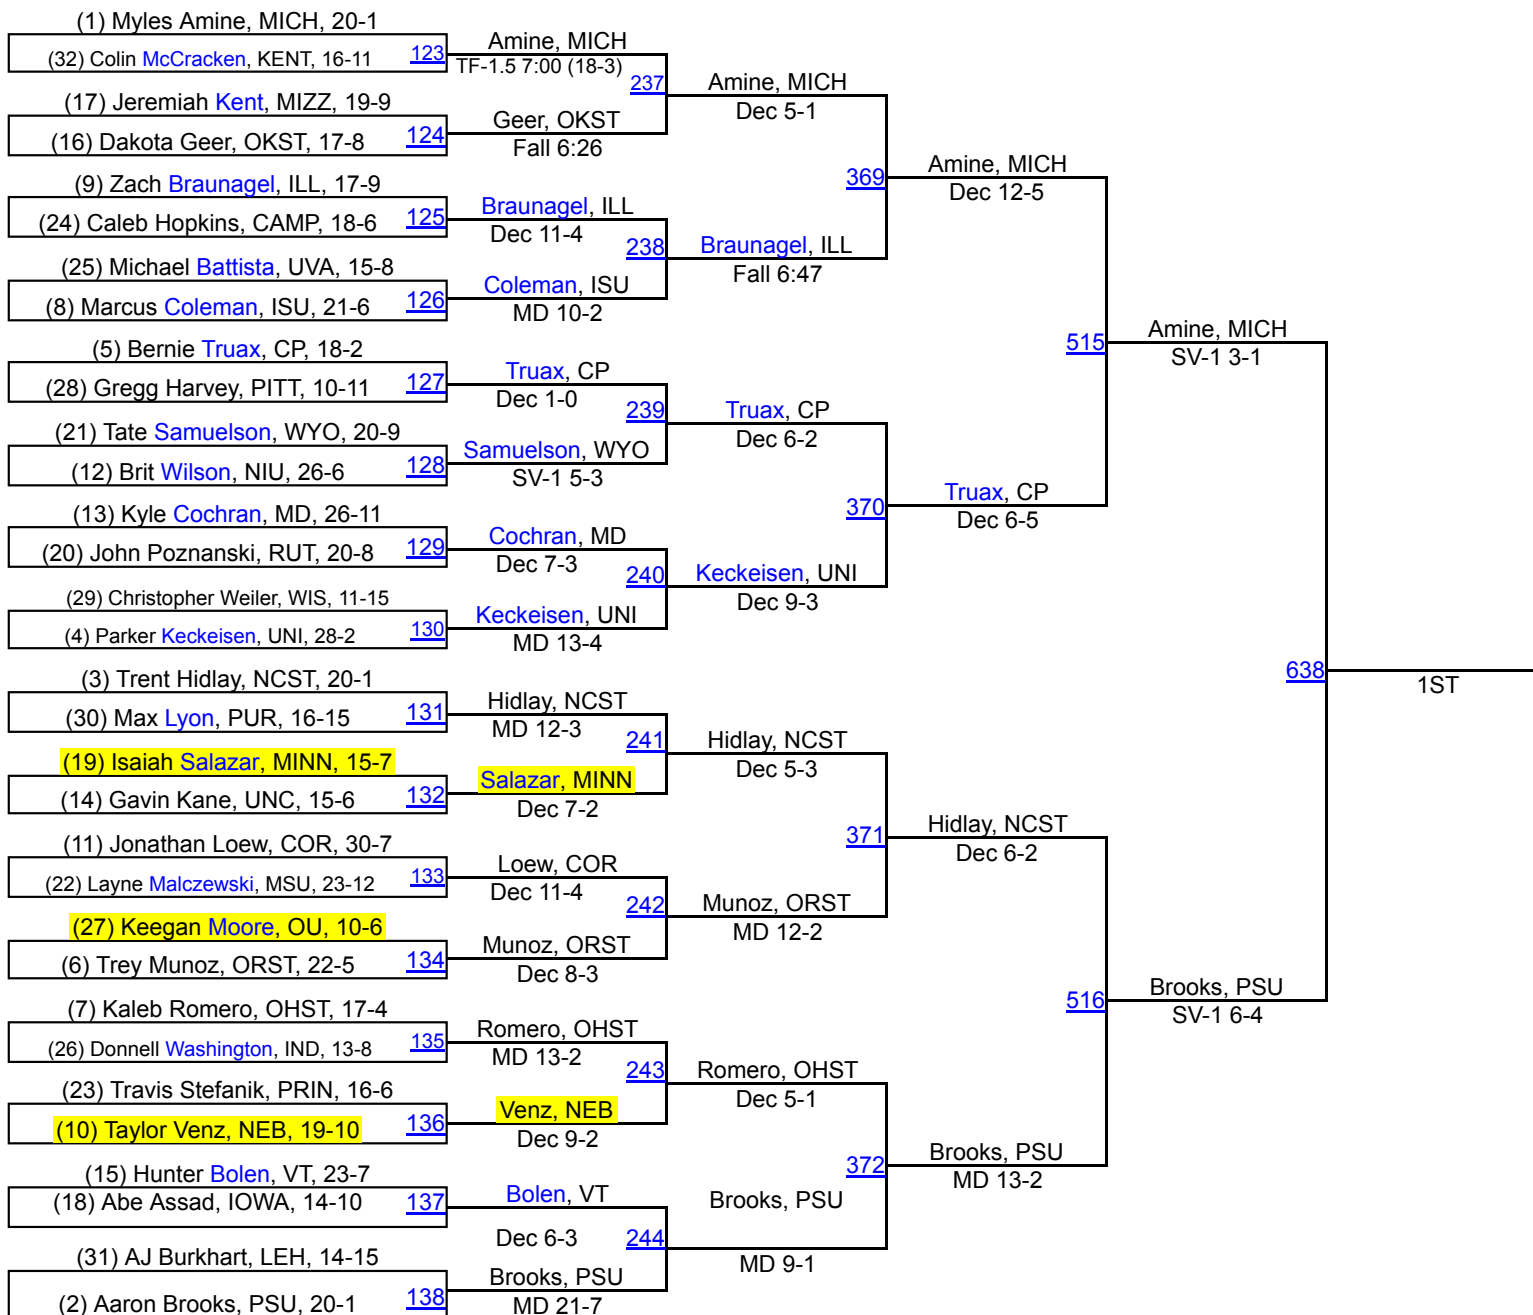 (1) Myles Amine, MICH, 20-1
(32) Colin McCracken, KENT, 16-11
123
(17) Jeremiah Kent, MIZZ, 19-9
(16) Dakota Geer, OKST, 17-8
124
(9) Zach Braunagel, ILL, 17-9
(24) Caleb Hopkins, CAMP, 18-6
125
(25) Michael Battista, UVA, 15-8
(8) Marcus Coleman, ISU, 21-6
126
(5) Bernie Truax, CP, 18-2
(28) Gregg Harvey, PITT, 10-11
127
(21) Tate Samuelson, WYO, 20-9
(12) Brit Wilson, NIU, 26-6
128
(13) Kyle Cochran, MD, 26-11
(20) John Poznanski, RUT, 20-8
129
(29) Christopher Weiler, WIS, 11-15
(4) Parker Keckeisen, UNI, 28-2
130
(3) Trent Hidlay, NCST, 20-1
(30) Max Lyon, PUR, 16-15
131
(19) Isaiah Salazar, MINN, 15-7
(14) Gavin Kane, UNC, 15-6
132
(11) Jonathan Loew, COR, 30-7
(22) Layne Malczewski, MSU, 23-12
133
(27) Keegan Moore, OU, 10-6
(6) Trey Munoz, ORST, 22-5
134
(7) Kaleb Romero, OHST, 17-4
(26) Donnell Washington, IND, 13-8
135
(23) Travis Stefanik, PRIN, 16-6
(10) Taylor Venz, NEB, 19-10
136
(15) Hunter Bolen, VT, 23-7
(18) Abe Assad, IOWA, 14-10
137
(31) AJ Burkhart, LEH, 14-15
(2) Aaron Brooks, PSU, 20-1
138
Amine, MICH
TF-1.5 7:00 (18-3)
237
Geer, OKST
Fall 6:26
Braunagel, ILL
Dec 11-4
238
Coleman, ISU
MD 10-2
Truax, CP
Dec 1-0
239
Samuelson, WYO
SV-1 5-3
Cochran, MD
Dec 7-3
240
Keckeisen, UNI
MD 13-4
Hidlay, NCST
MD 12-3
241
Salazar, MINN
Dec 7-2
Loew, COR
Dec 11-4
242
Munoz, ORST
Dec 8-3
Romero, OHST
MD 13-2
243
Venz, NEB
Dec 9-2
Bolen, VT
Dec 6-3
244
Brooks, PSU
MD 21-7
Amine, MICH
Dec 5-1
369
Braunagel, ILL
Fall 6:47
Truax, CP
Dec 6-2
370
Keckeisen, UNI
Dec 9-3
Hidlay, NCST
Dec 5-3
371
Munoz, ORST
MD 12-2
Romero, OHST
Dec 5-1
372
Brooks, PSU
MD 9-1
Amine, MICH
Dec 12-5
515
Truax, CP
Dec 6-5
Hidlay, NCST
Dec 6-2
516
Brooks, PSU
MD 13-2
Amine, MICH
SV-1 3-1
638
Brooks, PSU
SV-1 6-4
1ST